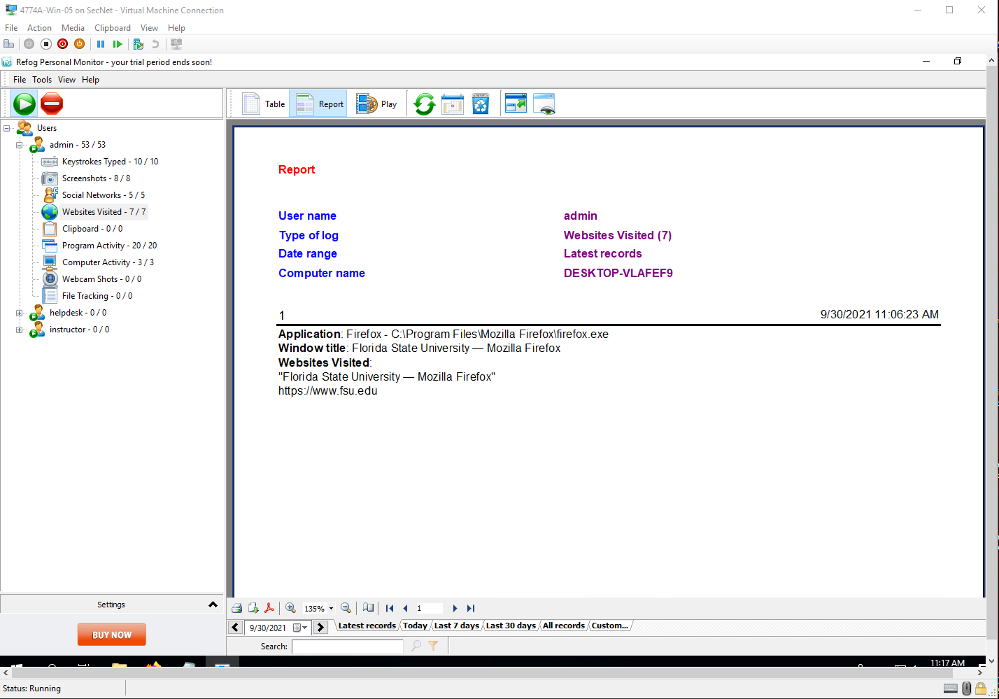 4774A-Win-05 on SecNet - Virtual Machine Connection
File Action Media Clipboard View Help
Refog Personal Monitor - your trial period ends soon!
File Tools View Help
Table Report Play
Users
admin - 53 / 53
Keystrokes Typed - 10 / 10
Screenshots - 8 / 8
Social Networks - 5 / 5
Websites Visited - 7 / 7
Clipboard - 0 / 0
Program Activity - 20 / 20
Computer Activity - 3 / 3
Webcam Shots - 0 / 0
File Tracking - 0 / 0
helpdesk - 0 / 0
instructor - 0 / 0
Report
User name admin
Type of log Websites Visited (7)
Date range Latest records
Computer name DESKTOP-VLAFEF9
1 9/30/2021 11:06:23 AM
Application: Firefox - C:\Program Files\Mozilla Firefox\firefox.exe
Window title: Florida State University — Mozilla Firefox
Websites Visited:
"Florida State University — Mozilla Firefox"
https://www.fsu.edu
Settings
BUY NOW
135% 1
9/30/2021 Latest records Today Last 7 days Last 30 days All records Custom...
Search:
11:17 AM
Status: Running